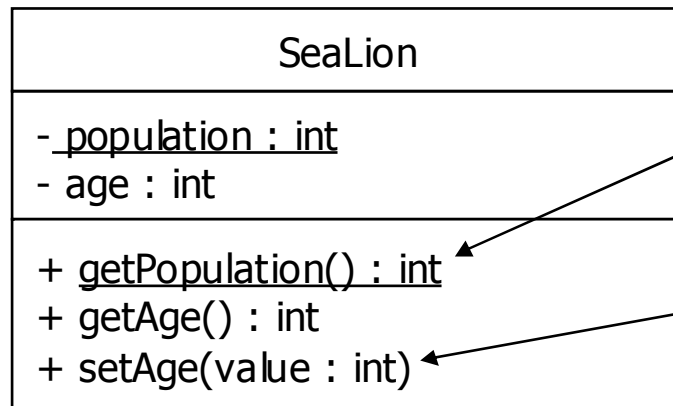 SeaLion
- population : int
- age : int
+ getPopulation() : int
+ getAge() : int
+ setAge(value : int)